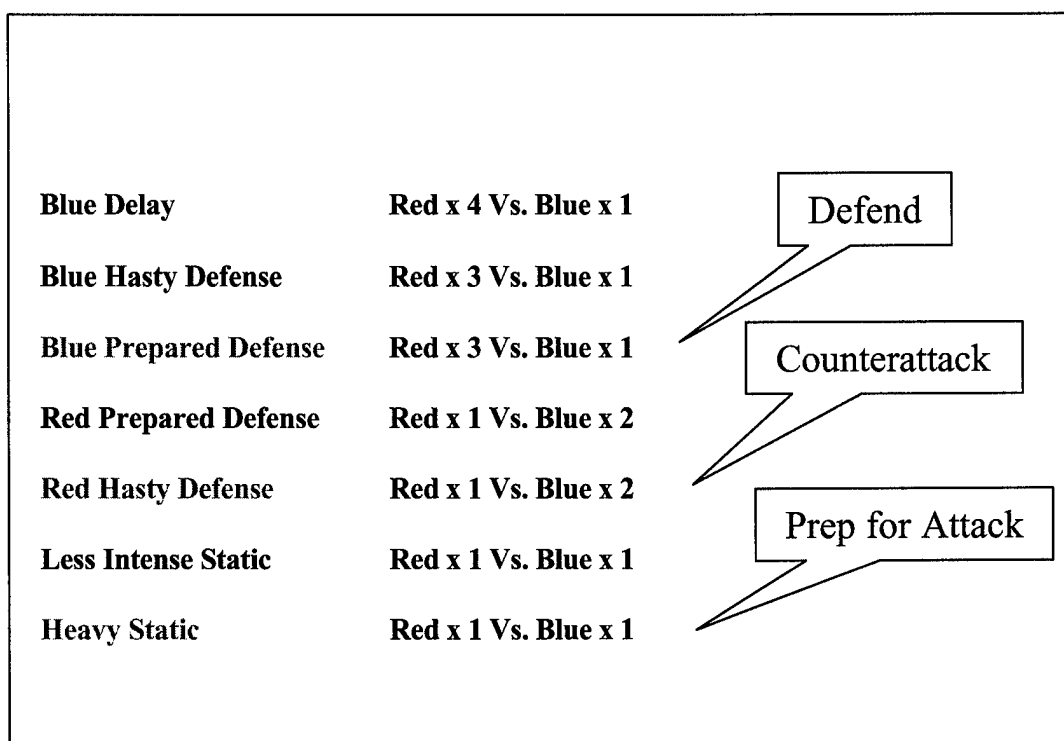 Blue Delay Red x 4 Vs. Blue x 1
Defend
Blue Hasty Defense Red x 3 Vs. Blue x 1
Blue Prepared Defense Red x 3 Vs. Blue x 1
Counterattack
Red Prepared Defense Red x 1 Vs. Blue x 2
Red Hasty Defense Red x 1 Vs. Blue x 2
Prep for Attack
Less Intense Static Red x 1 Vs. Blue x 1
Heavy Static Red x 1 Vs. Blue x 1